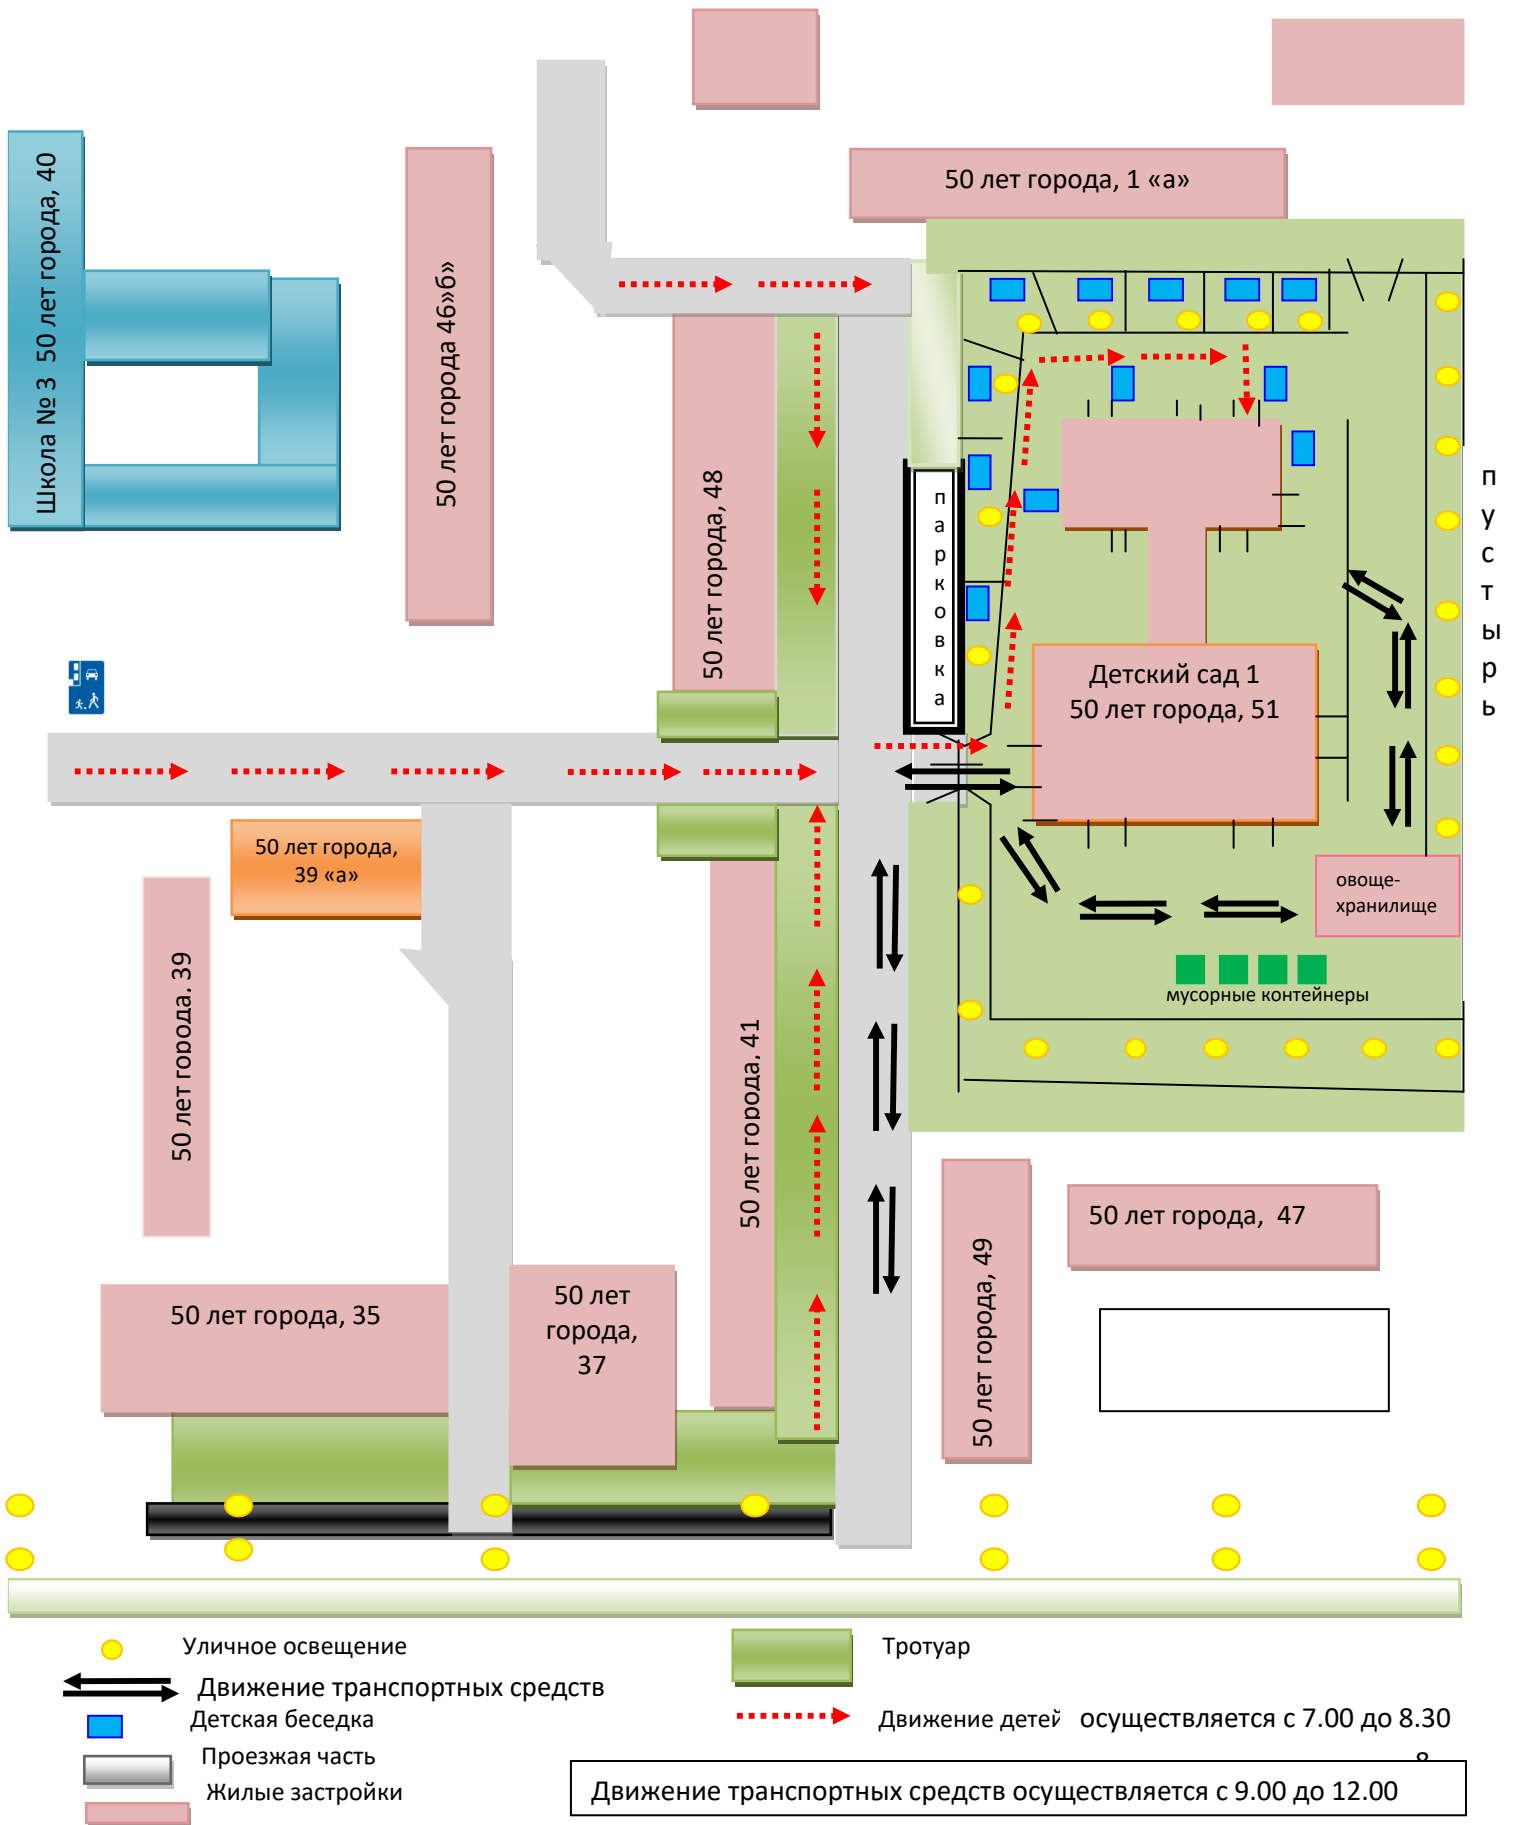 50 лет города, 1 «а»
Школа № 3  50 лет города, 40
50 лет города 46»б»
50 лет города, 48
п
а
р
к
о
в
к
а
п
у
с
т
ы
р
ь
Детский сад 1
50 лет города, 51
50 лет города,
39 «а»
овоще-
хранилище
мусорные контейнеры
50 лет города. 39
50 лет города, 41
50 лет города, 47
50 лет города, 49
50 лет города, 35
50 лет
города,
37
Уличное освещение
Тротуар
Движение транспортных средств
Детская беседка
Движение детей осуществляется с 7.00 до 8.30
Проезжая часть
Жилые застройки
Движение транспортных средств осуществляется с 9.00 до 12.00